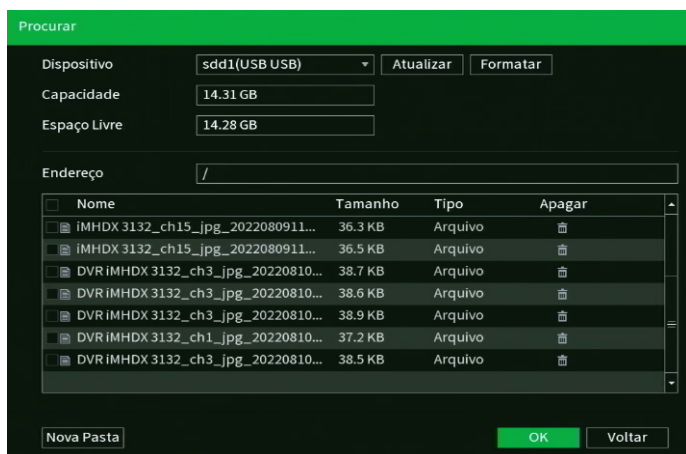 Procurar
Dispositivo sdd1(USB USB) Atualizar Formatar
Capacidade 14.31 GB
Espaço Livre 14.28 GB
Endereço /
Nome Tamanho Tipo Apagar
iMHDX 3132_ch15_jpg_2022080911... 36.3 KB Arquivo
iMHDX 3132_ch15_jpg_2022080911... 36.5 KB Arquivo
DVR iMHDX 3132_ch3_jpg_20220810... 38.7 KB Arquivo
DVR iMHDX 3132_ch3_jpg_20220810... 38.6 KB Arquivo
DVR iMHDX 3132_ch3_jpg_20220810... 38.9 KB Arquivo
DVR iMHDX 3132_ch1_jpg_20220810... 37.2 KB Arquivo
DVR iMHDX 3132_ch3_jpg_20220810... 38.5 KB Arquivo
Nova Pasta OK Voltar